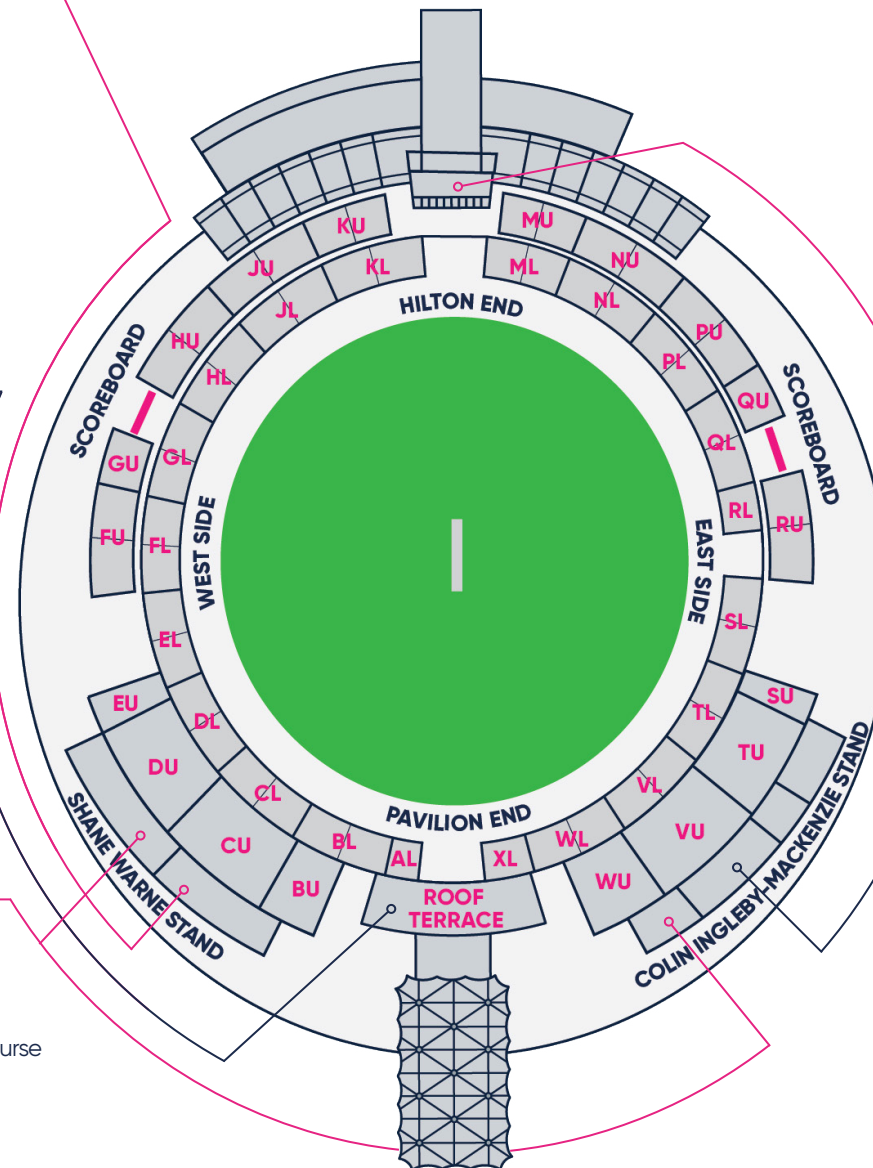 KU
MU
JU
KL
ML
NU
JL
NL
HILTON END
HU
HL
PL
PU
SCOREBOARD
SCOREBOARD
QU
QL
GU
GL
RL
RU
FU
FL
WEST SIDE
EAST SIDE
EL
SL
EU
DL
TL
SU
DU
TU
CL
VL
PAVILION END
CU
BL
AL
XL
WL
VU
BU
WU
ROOF
TERRACE
SHANE WARNE STAND
COLIN INGLEBY-MACKENZIE STAND
urse